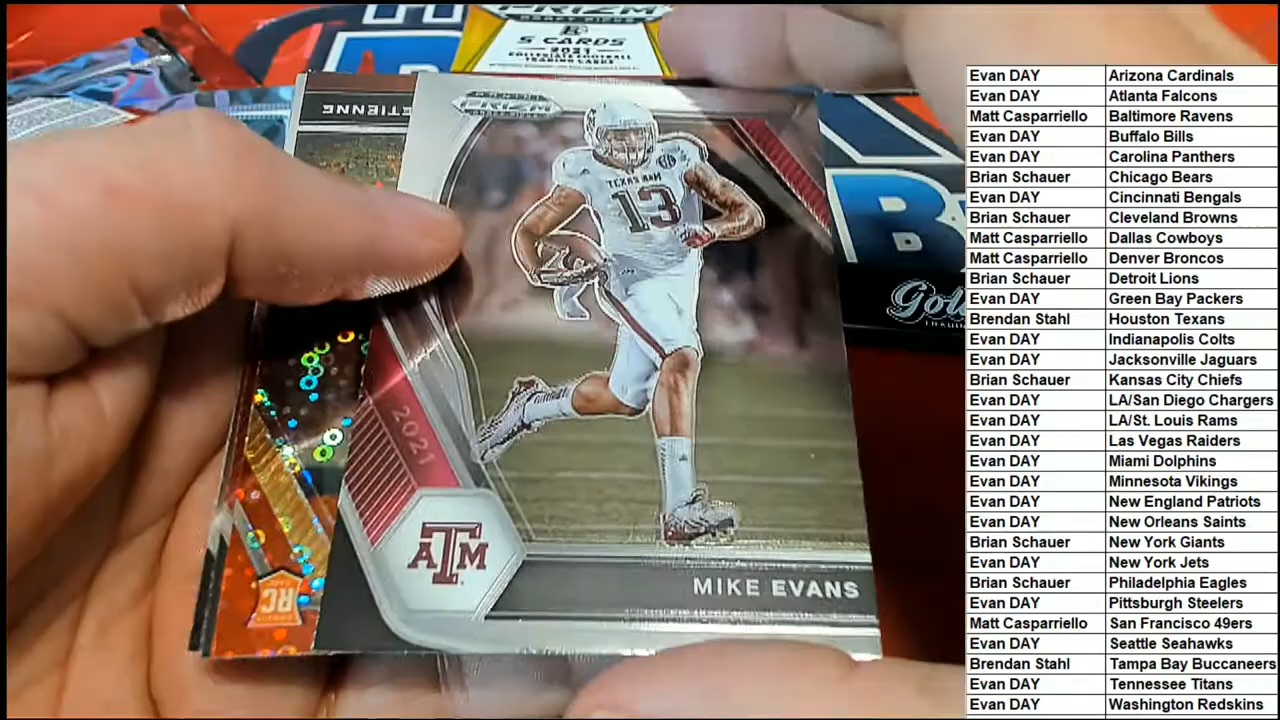 PRIZM
DRAFT PICKS
5 CARDS
2021
COLLEGIATE FOOTBALL
TRADING CARDS
ETIENNE
PRIZM
TEXAS A&M
13
2021
ATM
MIKE EVANS
RC
B
Gol
Evan DAY Arizona Cardinals
Evan DAY Atlanta Falcons
Matt Casparriello Baltimore Ravens
Evan DAY Buffalo Bills
Evan DAY Carolina Panthers
Brian Schauer Chicago Bears
Evan DAY Cincinnati Bengals
Brian Schauer Cleveland Browns
Matt Casparriello Dallas Cowboys
Matt Casparriello Denver Broncos
Brian Schauer Detroit Lions
Evan DAY Green Bay Packers
Brendan Stahl Houston Texans
Evan DAY Indianapolis Colts
Evan DAY Jacksonville Jaguars
Brian Schauer Kansas City Chiefs
Evan DAY LA/San Diego Chargers
Evan DAY LA/St. Louis Rams
Evan DAY Las Vegas Raiders
Evan DAY Miami Dolphins
Evan DAY Minnesota Vikings
Evan DAY New England Patriots
Evan DAY New Orleans Saints
Brian Schauer New York Giants
Evan DAY New York Jets
Brian Schauer Philadelphia Eagles
Evan DAY Pittsburgh Steelers
Matt Casparriello San Francisco 49ers
Evan DAY Seattle Seahawks
Brendan Stahl Tampa Bay Buccaneers
Evan DAY Tennessee Titans
Evan DAY Washington Redskins